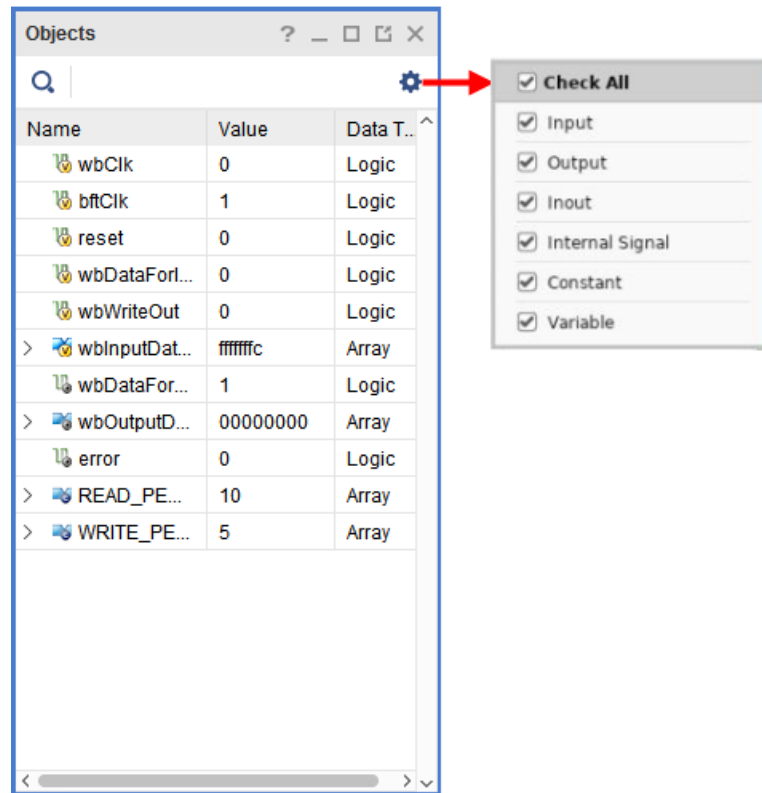 Objects ?
Name Value Data T..
wbClk 0 Logic
bftClk 1 Logic
reset 0 Logic
wbDataForI... 0 Logic
wbWriteOut 0 Logic
> wbInputDat... fffffffc Array
wbDataFor... 1 Logic
> wbOutputD... 00000000 Array
error 0 Logic
> READ_PE... 10 Array
> WRITE_PE... 5 Array
Check All
Input
Output
Inout
Internal Signal
Constant
Variable